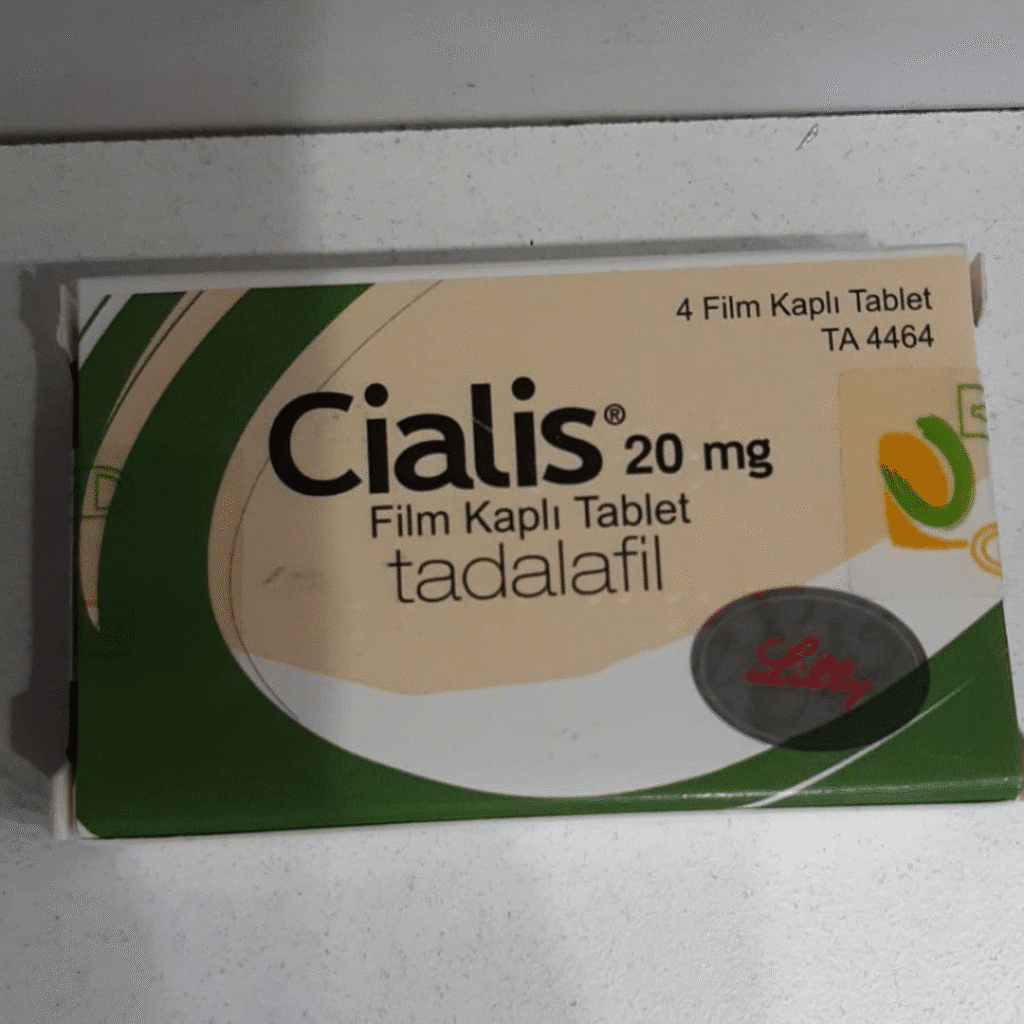 4 Film Kaplı Tablet
TA 4464
Cialis® 20 mg
Film Kaplı Tablet
tadalafil
Lilly